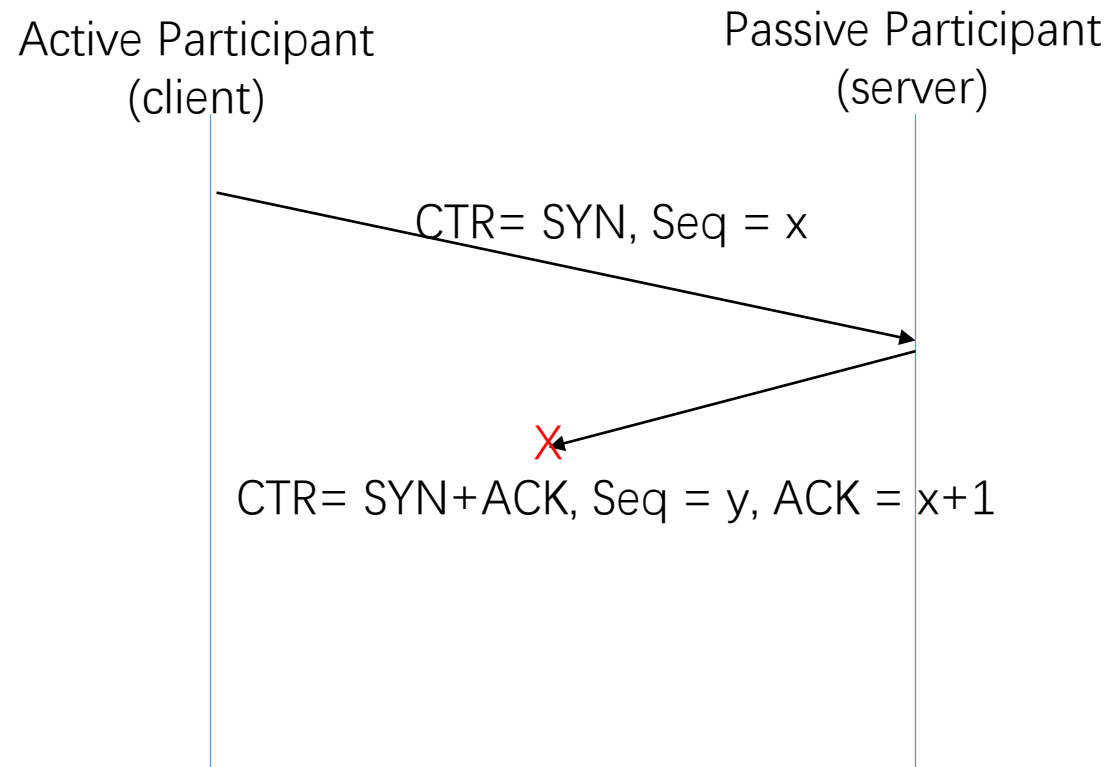 Active Participant
(client)
Passive Participant
(server)
CTR= SYN, Seq = x
X
CTR= SYN+ACK, Seq = y, ACK = x+1